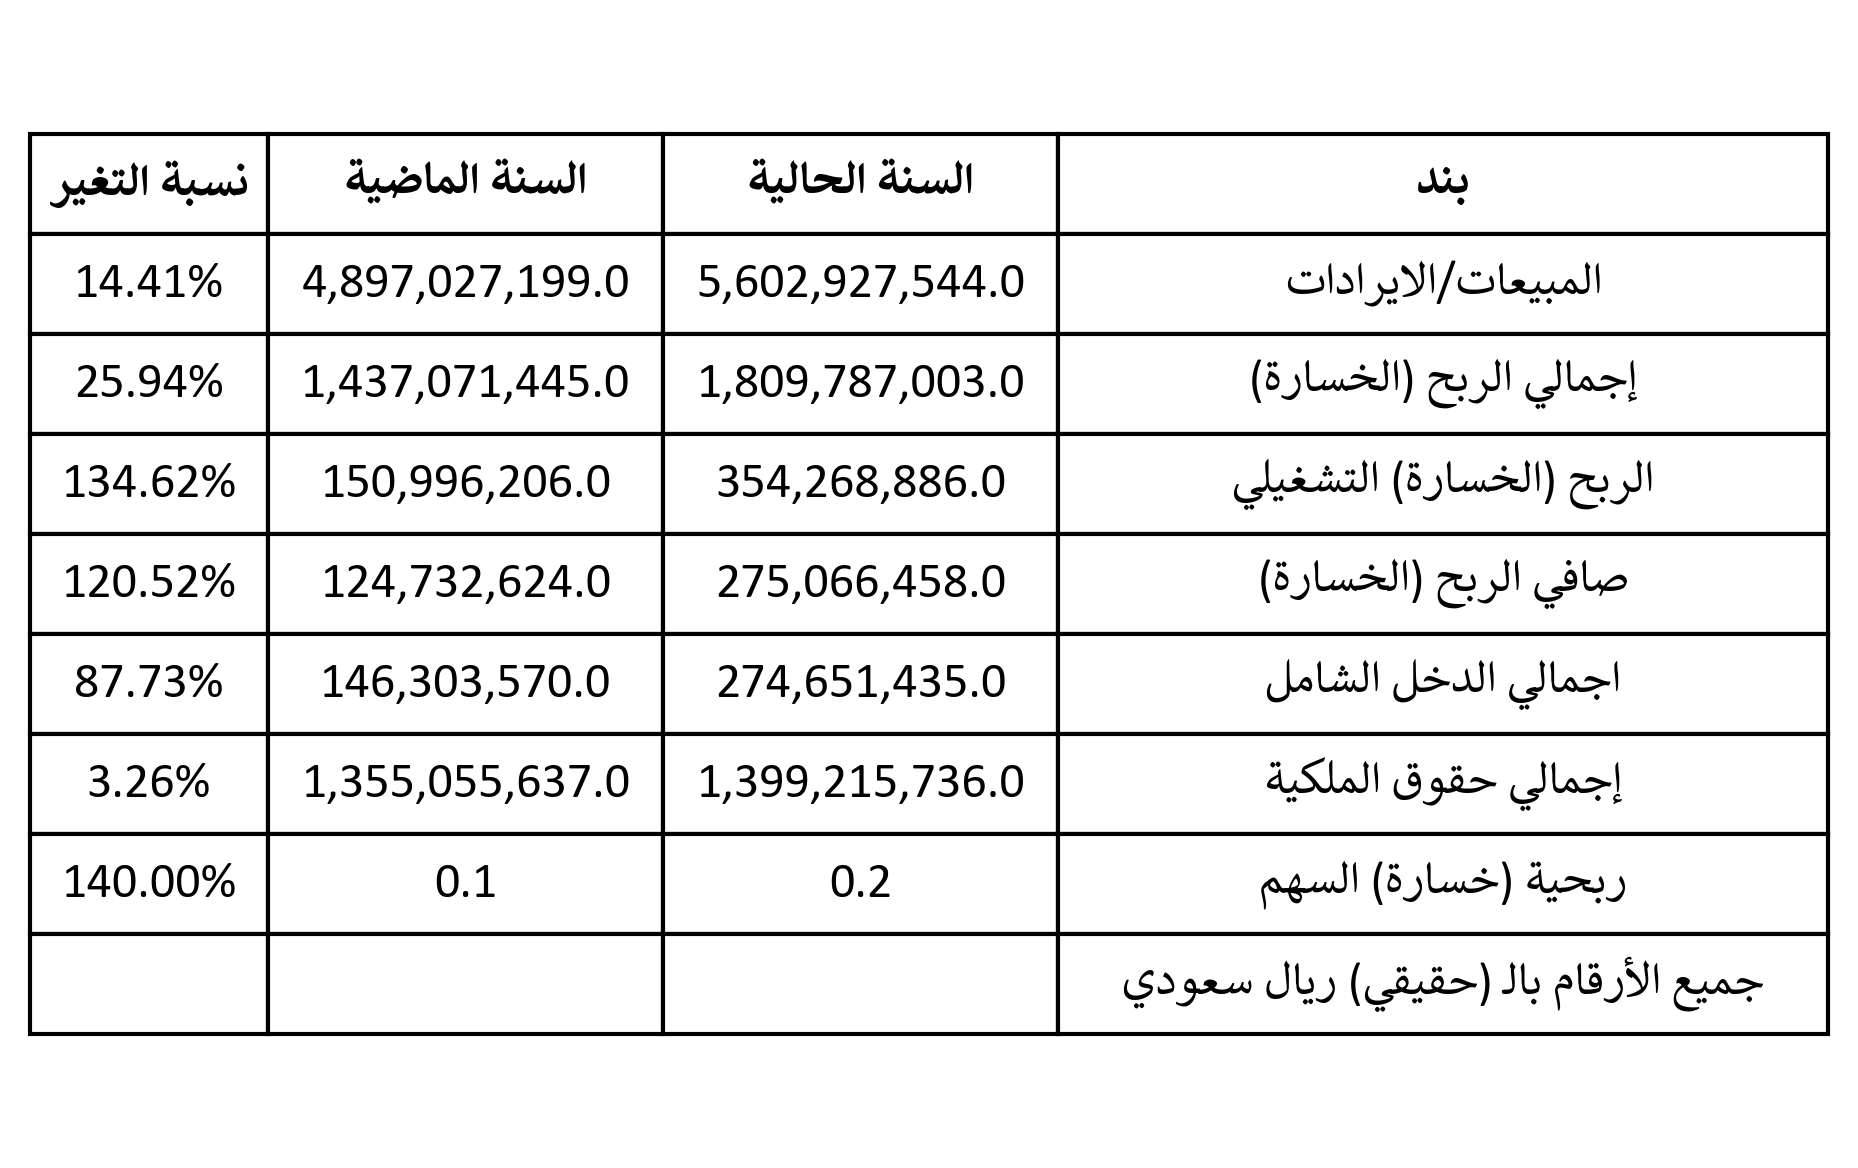 بند السنة الحالية السنة الماضية نسبة التغير
المبيعات/الايرادات 5,602,927,544.0 4,897,027,199.0 14.41%
إجمالي الربح (الخسارة) 1,809,787,003.0 1,437,071,445.0 25.94%
الربح (الخسارة) التشغيلي 354,268,886.0 150,996,206.0 134.62%
صافي الربح (الخسارة) 275,066,458.0 124,732,624.0 120.52%
اجمالي الدخل الشامل 274,651,435.0 146,303,570.0 87.73%
إجمالي حقوق الملكية 1,399,215,736.0 1,355,055,637.0 3.26%
ربحية (خسارة) السهم 0.2 0.1 140.00%
جميع الأرقام بالـ (حقيقي) ريال سعودي